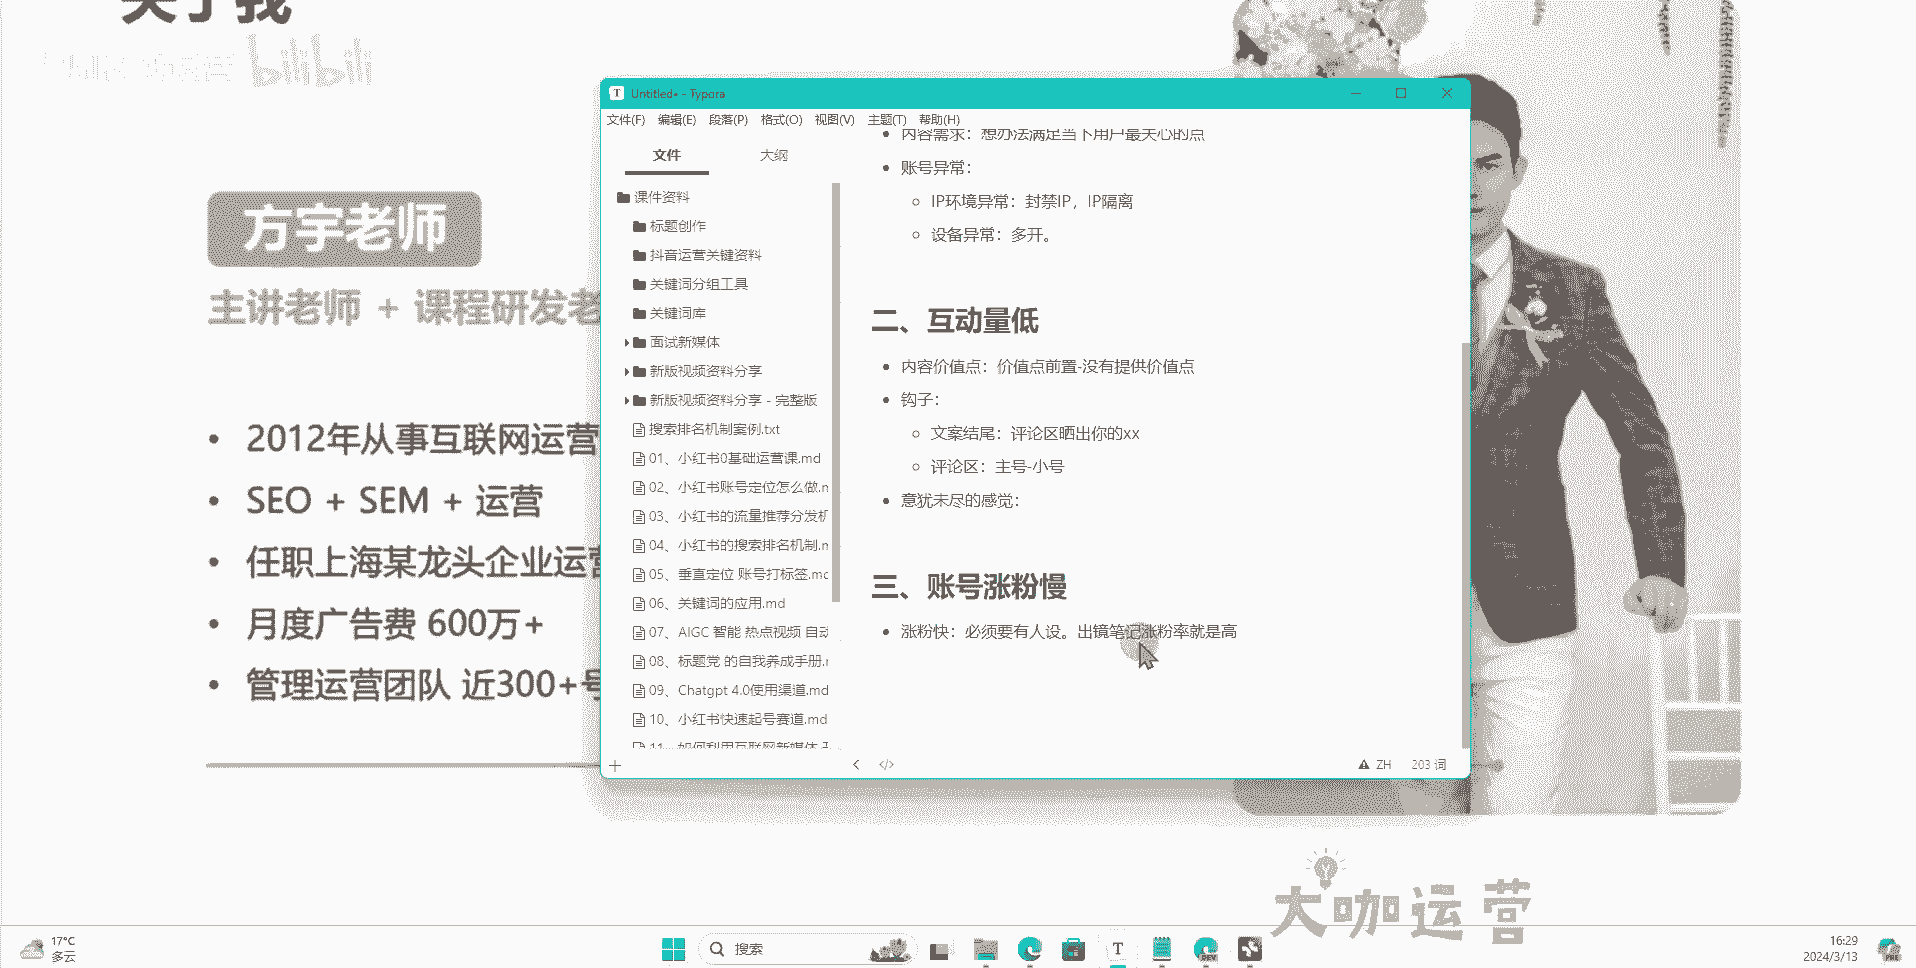 关于我
bilibili
方宇老师
主讲老师 + 课程研发老
2012年从事互联网运营
SEO + SEM + 运营
任职上海某龙头企业运营
月度广告费 600万+
管理运营团队 近300+号
Untitled• - Typora
文件(F) 编辑(E) 段落(P) 格式(O) 视图(V) 主题(T) 帮助(H)
文件 大纲
课件资料
标题创作
抖音运营关键资料
关键词分组工具
关键词库
面试新媒体
新版视频资料分享
新版视频资料分享 - 完整版
搜索排名机制案例.txt
01、小红书0基础运营课.md
02、小红书账号定位怎么做.m
03、小红书的流量推荐分发机
04、小红书的搜索排名机制.m
05、垂直定位 账号打标签.md
06、关键词的应用.md
07、AIGC 智能 热点视频 自动
08、标题党 的自我养成手册.m
09、Chatgpt 4.0使用渠道.md
10、小红书快速起号赛道.md
11、如何利用互联网新媒体
内容需求：想办法满足当下用户最关心的点
账号异常：
IP环境异常：封禁IP，IP隔离
设备异常：多开。
二、互动量低
内容价值点：价值点前置-没有提供价值点
钩子：
文案结尾：评论区晒出你的xx
评论区：主号-小号
意犹未尽的感觉：
三、账号涨粉慢
涨粉快：必须要有人设。出镜笔记涨粉率就是高
ZH 203 词
大咖运营
17°C
多云
搜索
T
DEV
16:29
2024/3/13
PRE